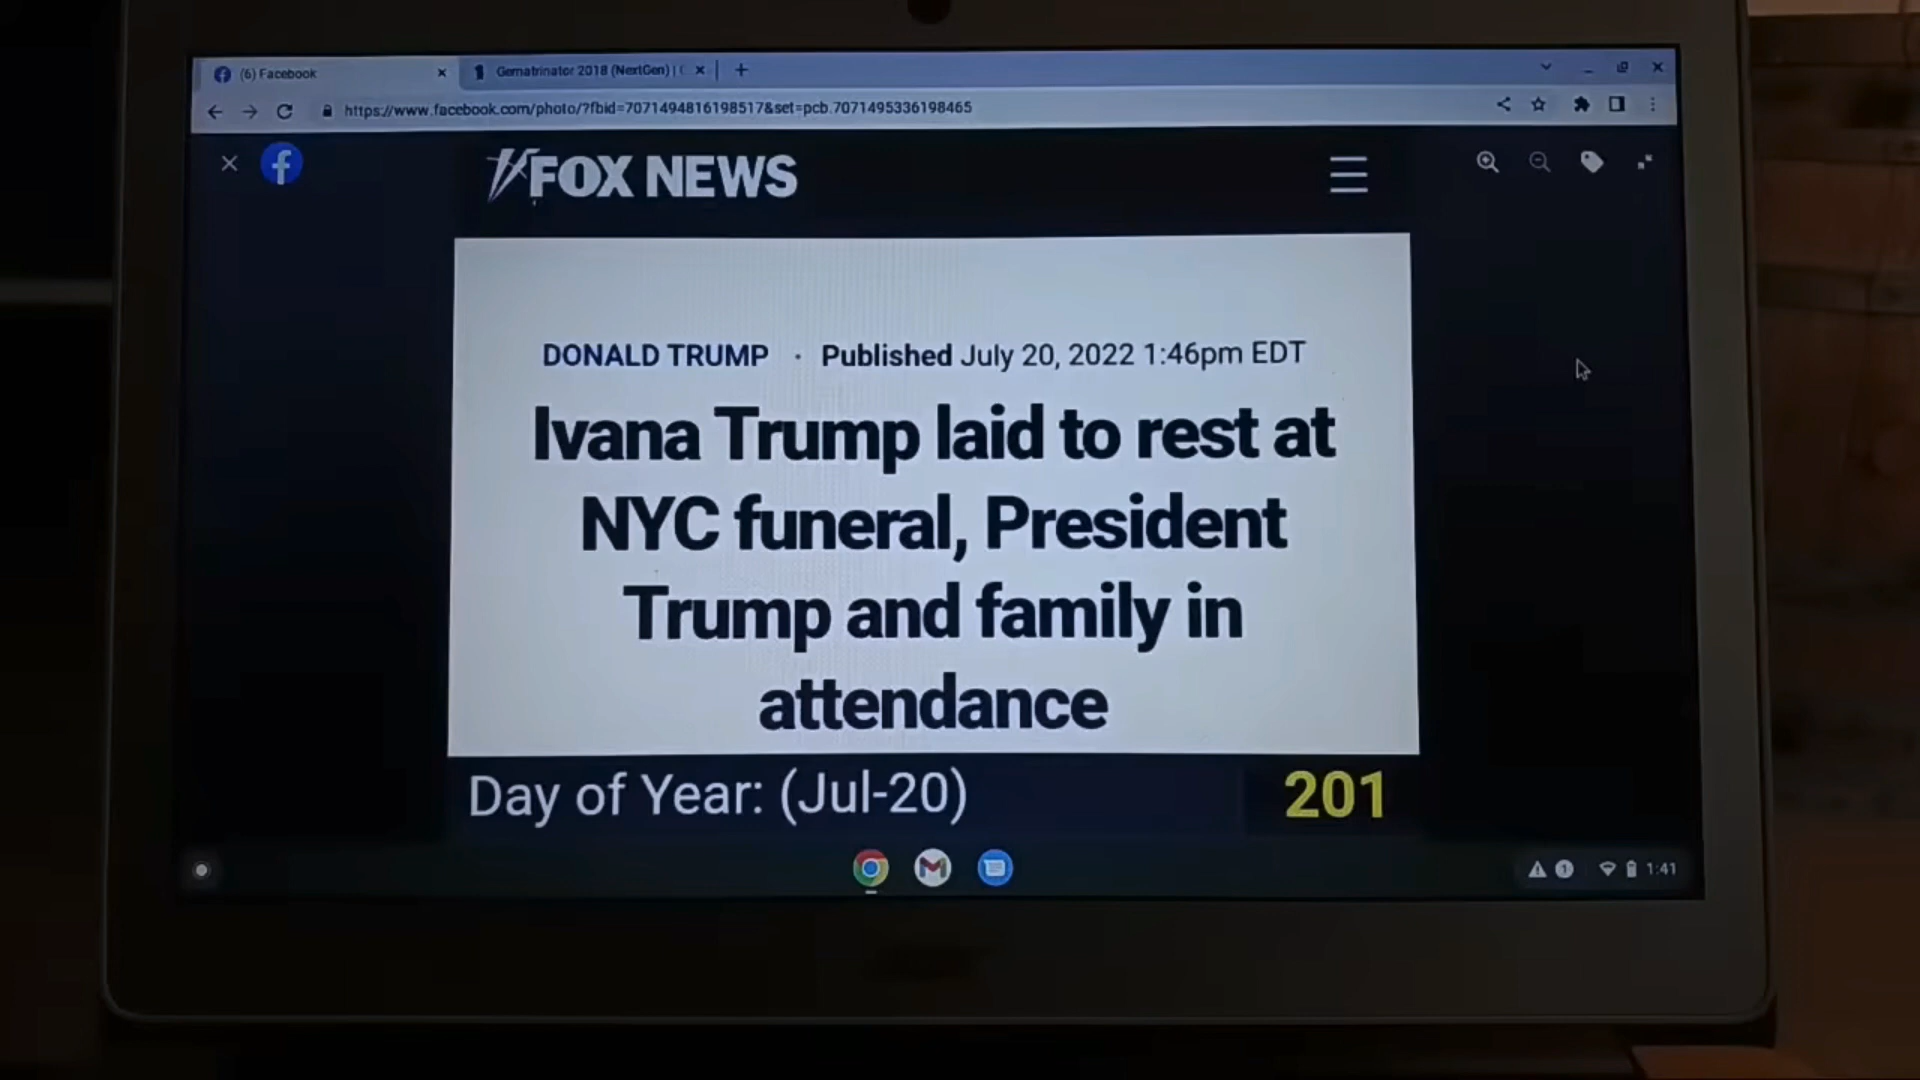 (6) Facebook
Gematrinator 2018 (NextGen) |
https://www.facebook.com/photo/?fbid=7071494816198517&set=pcb.7071495336198465
FOX NEWS
DONALD TRUMP · Published July 20, 2022 1:46pm EDT
Ivana Trump laid to rest at
NYC funeral, President
Trump and family in
attendance
Day of Year: (Jul-20) 201
1 1:41